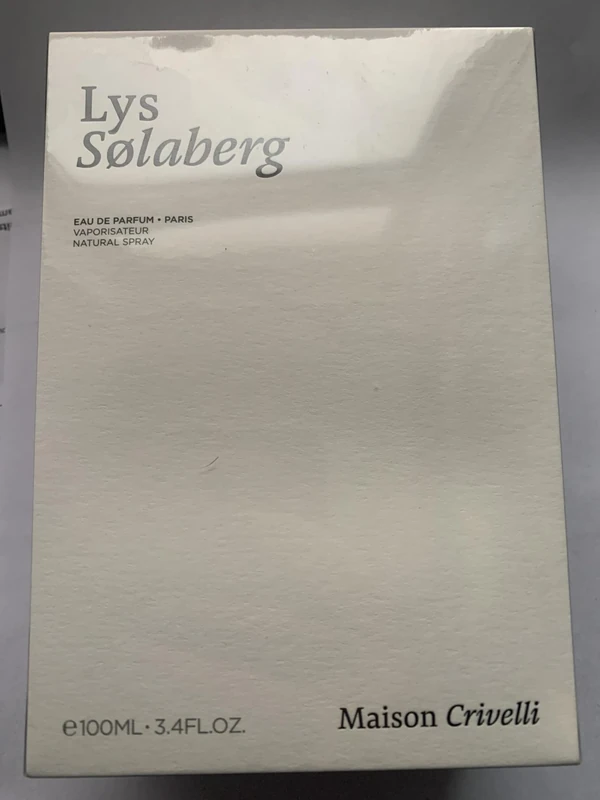 Lys
Sølaberg
EAU DE PARFUM • PARIS
VAPORISATEUR
NATURAL SPRAY
℮100ML · 3.4FL.OZ.
Maison Crivelli